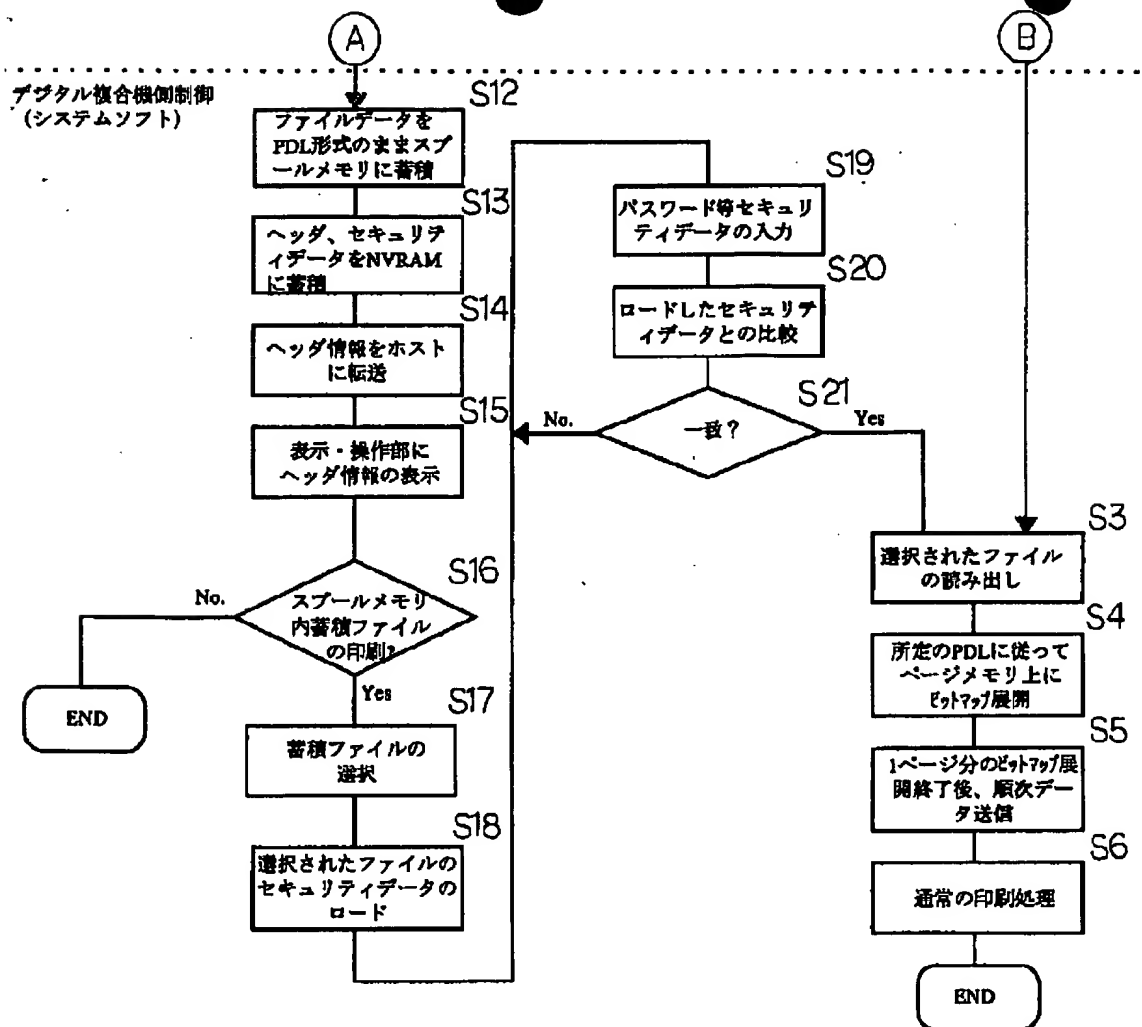 A
B
デジタル複合機側制御
(システムソフト)
S12
ファイルデータを
PDL形式のままスプ
ールメモリに蓄積
S13
ヘッダ、セキュリテ
ィデータをNVRAM
に蓄積
S14
ヘッダ情報をホスト
に転送
S15
表示・操作部に
ヘッダ情報の表示
S16
スプールメモリ
内蓄積ファイル
の印刷?
No.
END
Yes
S17
蓄積ファイルの
選択
S18
選択されたファイルの
セキュリティデータの
ロード
S19
パスワード等セキュリ
ティデータの入力
S20
ロードしたセキュリテ
ィデータとの比較
S21
一致?
No.
Yes
S3
選択されたファイル
の読み出し
S4
所定のPDLに従って
ページメモリ上に
ビットマップ展開
S5
1ページ分のビットマップ展
開終了後、順次デー
タ送信
S6
通常の印刷処理
END